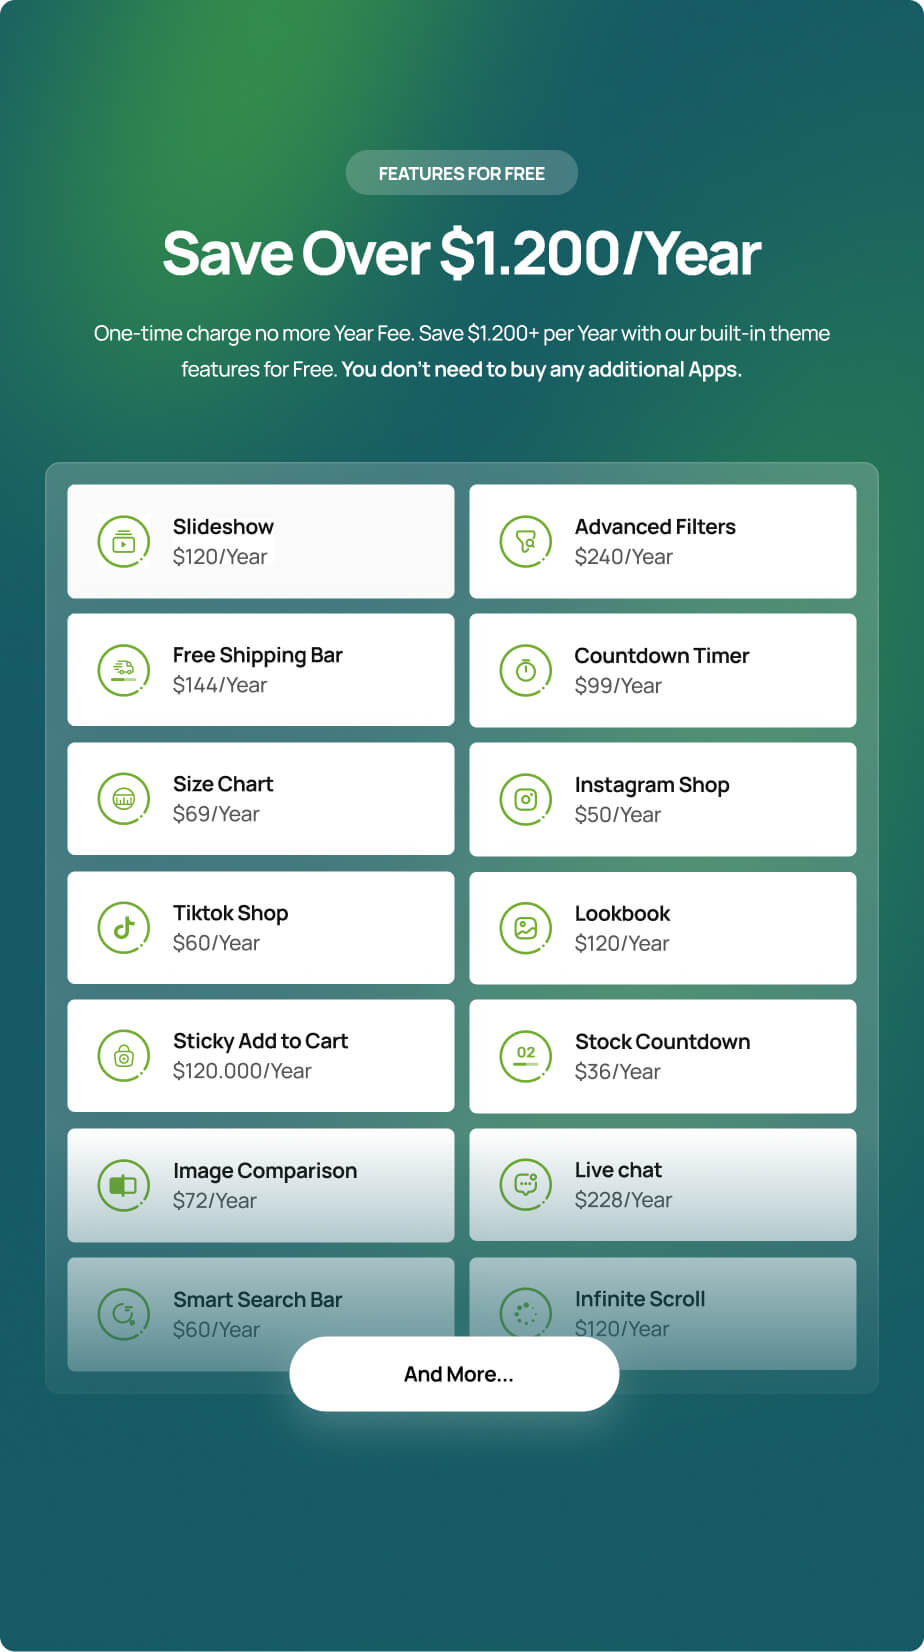 FEATURES FOR FREE
Save Over $1.200/Year
One-time charge no more Year Fee. Save $1.200+ per Year with our built-in theme
features for Free. You don't need to buy any additional Apps.
Slideshow
$120/Year
Advanced Filters
$240/Year
Free Shipping Bar
$144/Year
Countdown Timer
$99/Year
Size Chart
$69/Year
Instagram Shop
$50/Year
Tiktok Shop
$60/Year
Lookbook
$120/Year
Sticky Add to Cart
$120.000/Year
02
Stock Countdown
$36/Year
Image Comparison
$72/Year
Live chat
$228/Year
Smart Search Bar
$60/Year
Infinite Scroll
$120/Year
And More...